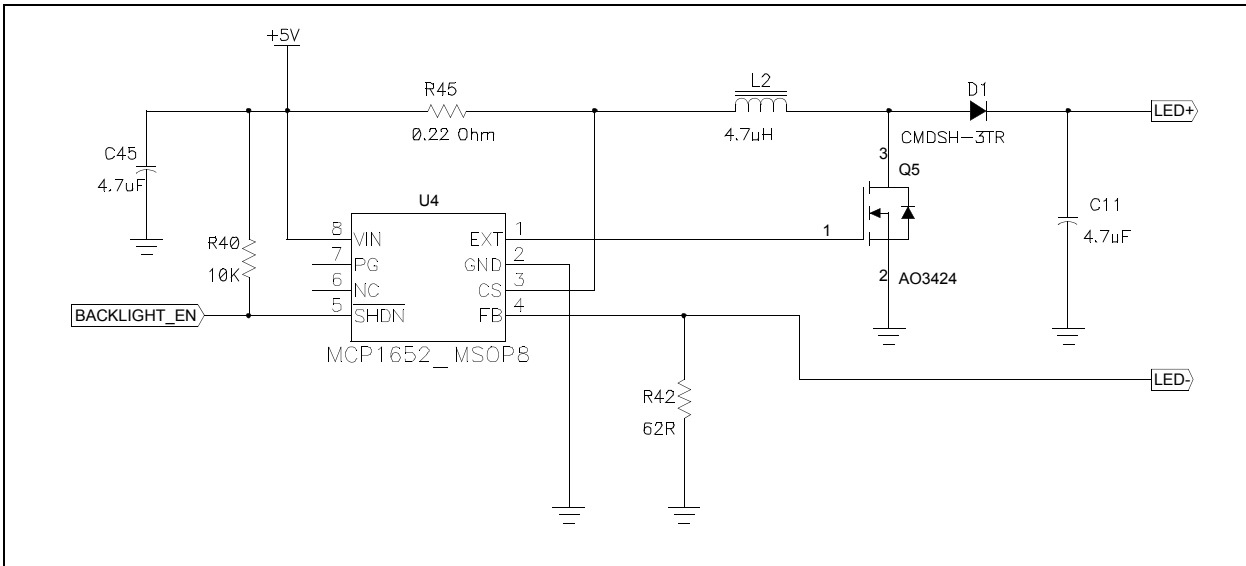 +5V
R45
0.22 Ohm
L2
4.7uH
D1
CMDSH-3TR
LED+
C45
4.7uF
3
Q5
U4
C11
4.7uF
R40
10K
8
VIN
EXT
1
1
7
PG
GND
2
2
AO3424
6
NC
CS
3
BACKLIGHT_EN
5
SHDN
FB
4
MCP1652_MSOP8
LED-
R42
62R